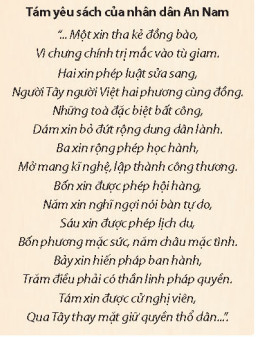 Tám yêu sách của nhân dân An Nam
"... Một xin tha kẻ đồng bào,
Vì chưng chính trị mắc vào tù giam.
Hai xin phép luật sửa sang,
Người Tây người Việt hai phương cùng đồng.
Những toà đặc biệt bất công,
Dám xin bỏ dứt rộng dung dân lành.
Ba xin rộng phép học hành,
Mở mang kĩ nghệ, lập thành công thương.
Bốn xin được phép hội hàng,
Năm xin nghĩ ngợi nói bàn tự do,
Sáu xin được phép lịch du,
Bốn phương mặc sức, năm châu mặc tình.
Bảy xin hiến pháp ban hành,
Trăm điều phải có thần linh pháp quyền.
Tám xin được cử nghị viên,
Qua Tây thay mặt giữ quyền thổ dân...".